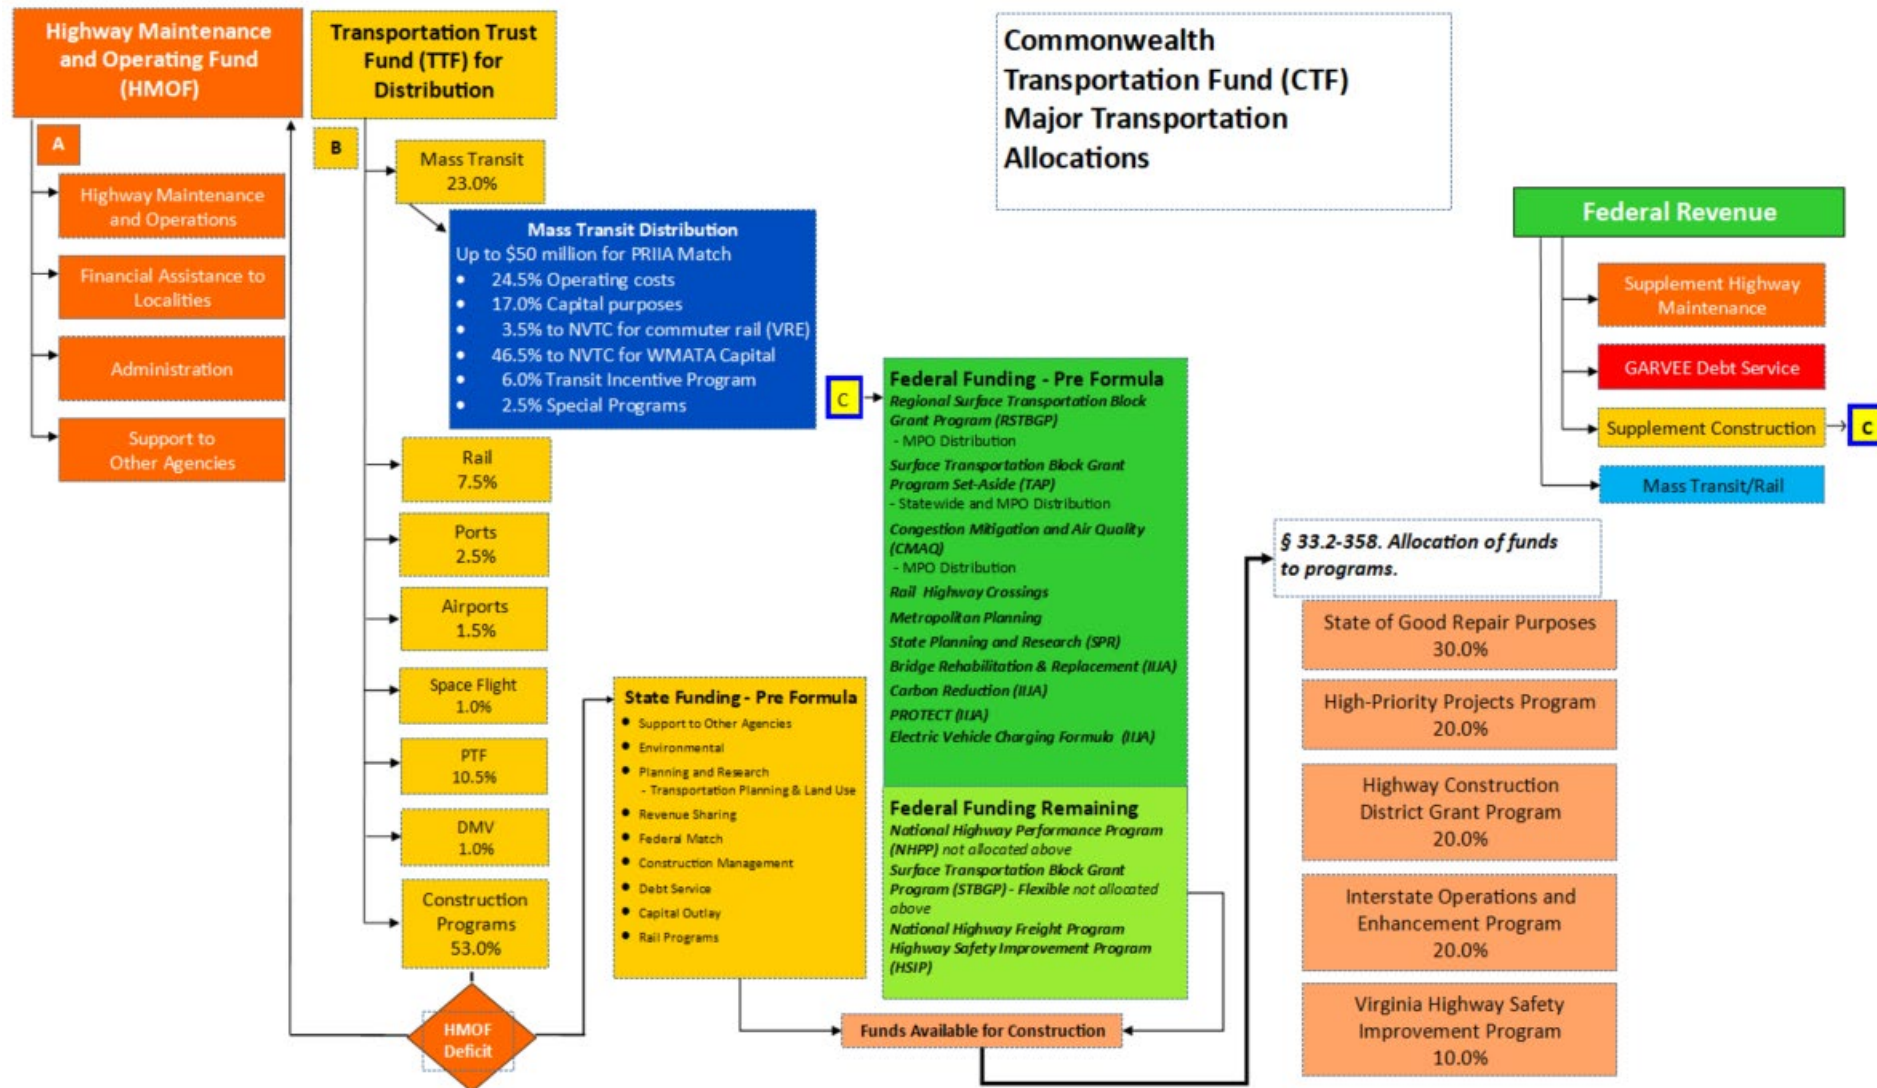 Highway Maintenance
and Operating Fund
(HMOF)
A
Highway Maintenance
and Operations
Financial Assistance to
Localities
Administration
Support to
Other Agencies
Transportation Trust
Fund (TTF) for
Distribution
B
Mass Transit
23.0%
Mass Transit Distribution
Up to $50 million for PRIIA Match
• 24.5% Operating costs
• 17.0% Capital purposes
• 3.5% to NVTC for commuter rail (VRE)
• 46.5% to NVTC for WMATA Capital
• 6.0% Transit Incentive Program
• 2.5% Special Programs
Rail
7.5%
Ports
2.5%
Airports
1.5%
Space Flight
1.0%
PTF
10.5%
DMV
1.0%
Construction
Programs
53.0%
HMOF
Deficit
State Funding - Pre Formula
• Support to Other Agencies
• Environmental
• Planning and Research
- Transportation Planning & Land Use
• Revenue Sharing
• Federal Match
• Construction Management
• Debt Service
• Capital Outlay
• Rail Programs
Commonwealth
Transportation Fund (CTF)
Major Transportation
Allocations
C
Federal Funding - Pre Formula
Regional Surface Transportation Block
Grant Program (RSTBGP)
- MPO Distribution
Surface Transportation Block Grant
Program Set-Aside (TAP)
- Statewide and MPO Distribution
Congestion Mitigation and Air Quality
(CMAQ)
- MPO Distribution
Rail Highway Crossings
Metropolitan Planning
State Planning and Research (SPR)
Bridge Rehabilitation & Replacement (IIJA)
Carbon Reduction (IIJA)
PROTECT (IIJA)
Electric Vehicle Charging Formula (IIJA)
Federal Funding Remaining
National Highway Performance Program
(NHPP) not allocated above
Surface Transportation Block Grant
Program (STBGP) - Flexible not allocated
above
National Highway Freight Program
Highway Safety Improvement Program
(HSIP)
Funds Available for Construction
Federal Revenue
Supplement Highway
Maintenance
GARVEE Debt Service
Supplement Construction
C
Mass Transit/Rail
§ 33.2-358. Allocation of funds
to programs.
State of Good Repair Purposes
30.0%
High-Priority Projects Program
20.0%
Highway Construction
District Grant Program
20.0%
Interstate Operations and
Enhancement Program
20.0%
Virginia Highway Safety
Improvement Program
10.0%